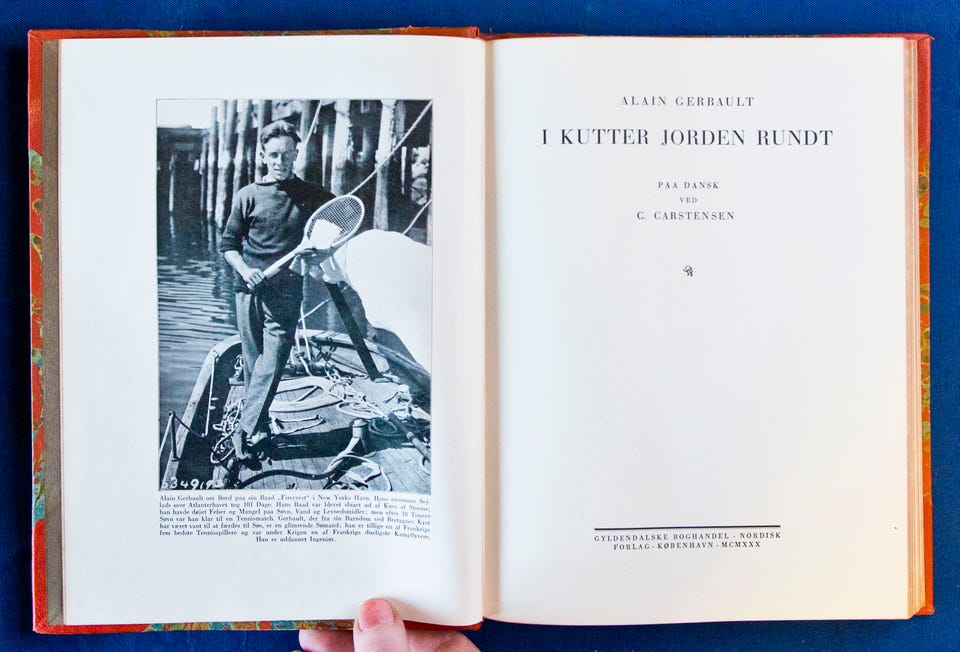 34919
Alain Gerbault om Bord paa sin Baad „Firecrest“ i New Yorks Havn. Hans ensomme Sej-
lads over Atlanterhavet tog 101 Dage. Hans Baad var blevet slaaet ud af Kurs af Storme,
han havde døjet Feber og Mangel paa Søvn, Vand og Levnedsmidler; men efter 10 Timers
Søvn var han klar til en Tennismatch. Gerbault, der fra sin Barndom ved Bretagnes Kyst
har været vant til at færdes til Søs, er en glimrende Sømand; han er tillige en af Frankrigs
fem bedste Tennisspillere og var under Krigen en af Frankrigs dueligste Kampflyvere.
Han er uddannet Ingeniør.
ALAIN GERBAULT
I KUTTER JORDEN RUNDT
PAA DANSK
VED
C. CARSTENSEN
GYLDENDALSKE BOGHANDEL - NORDISK
FORLAG - KØBENHAVN - MCMXXX